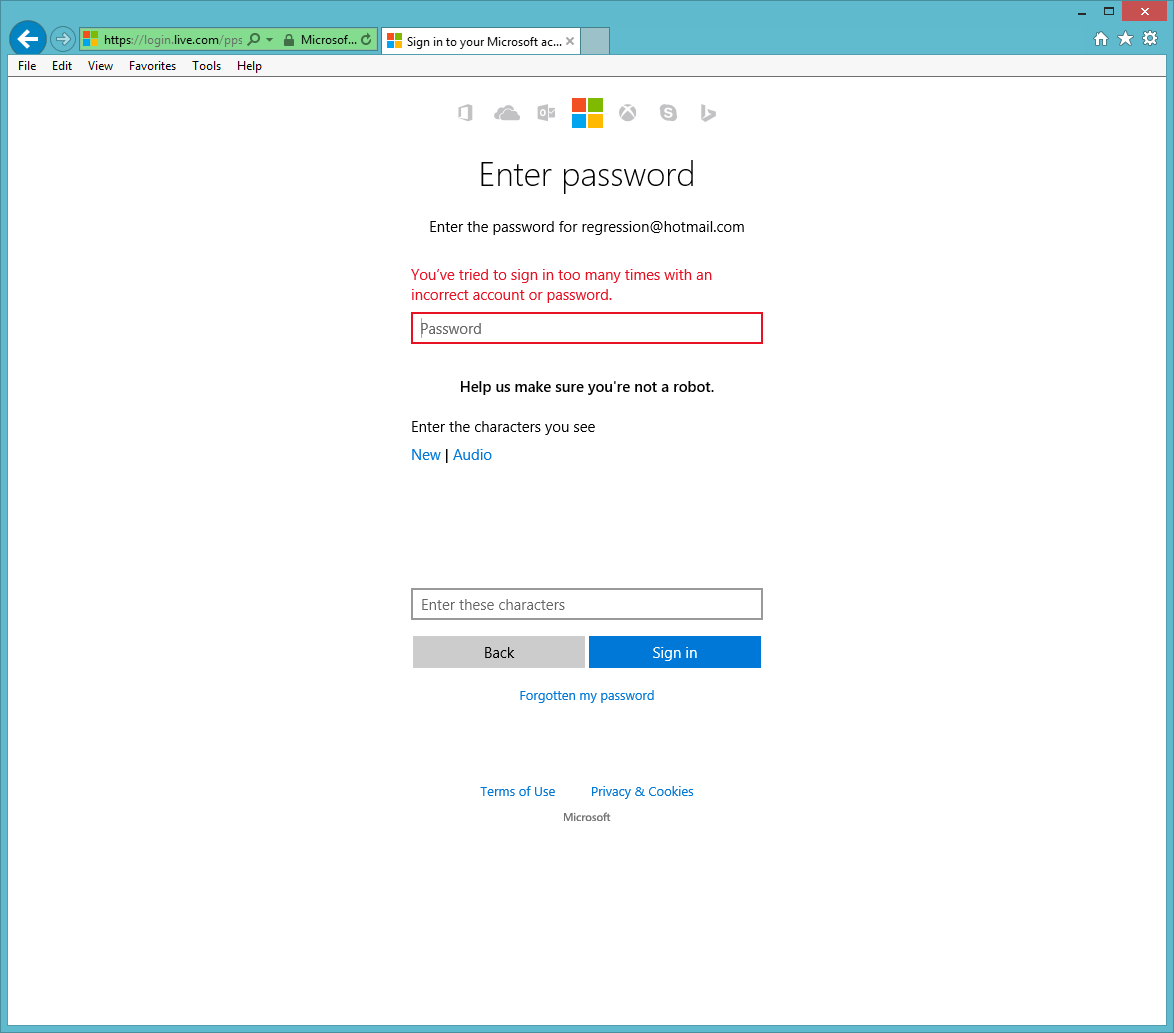 https://login.live.com/pps
Microsof...
Sign in to your Microsoft ac...
File Edit View Favorites Tools Help
Enter password
Enter the password for regression@hotmail.com
You've tried to sign in too many times with an
incorrect account or password.
Password
Help us make sure you're not a robot.
Enter the characters you see
New | Audio
Enter these characters
Back Sign in
Forgotten my password
Terms of Use Privacy & Cookies
Microsoft